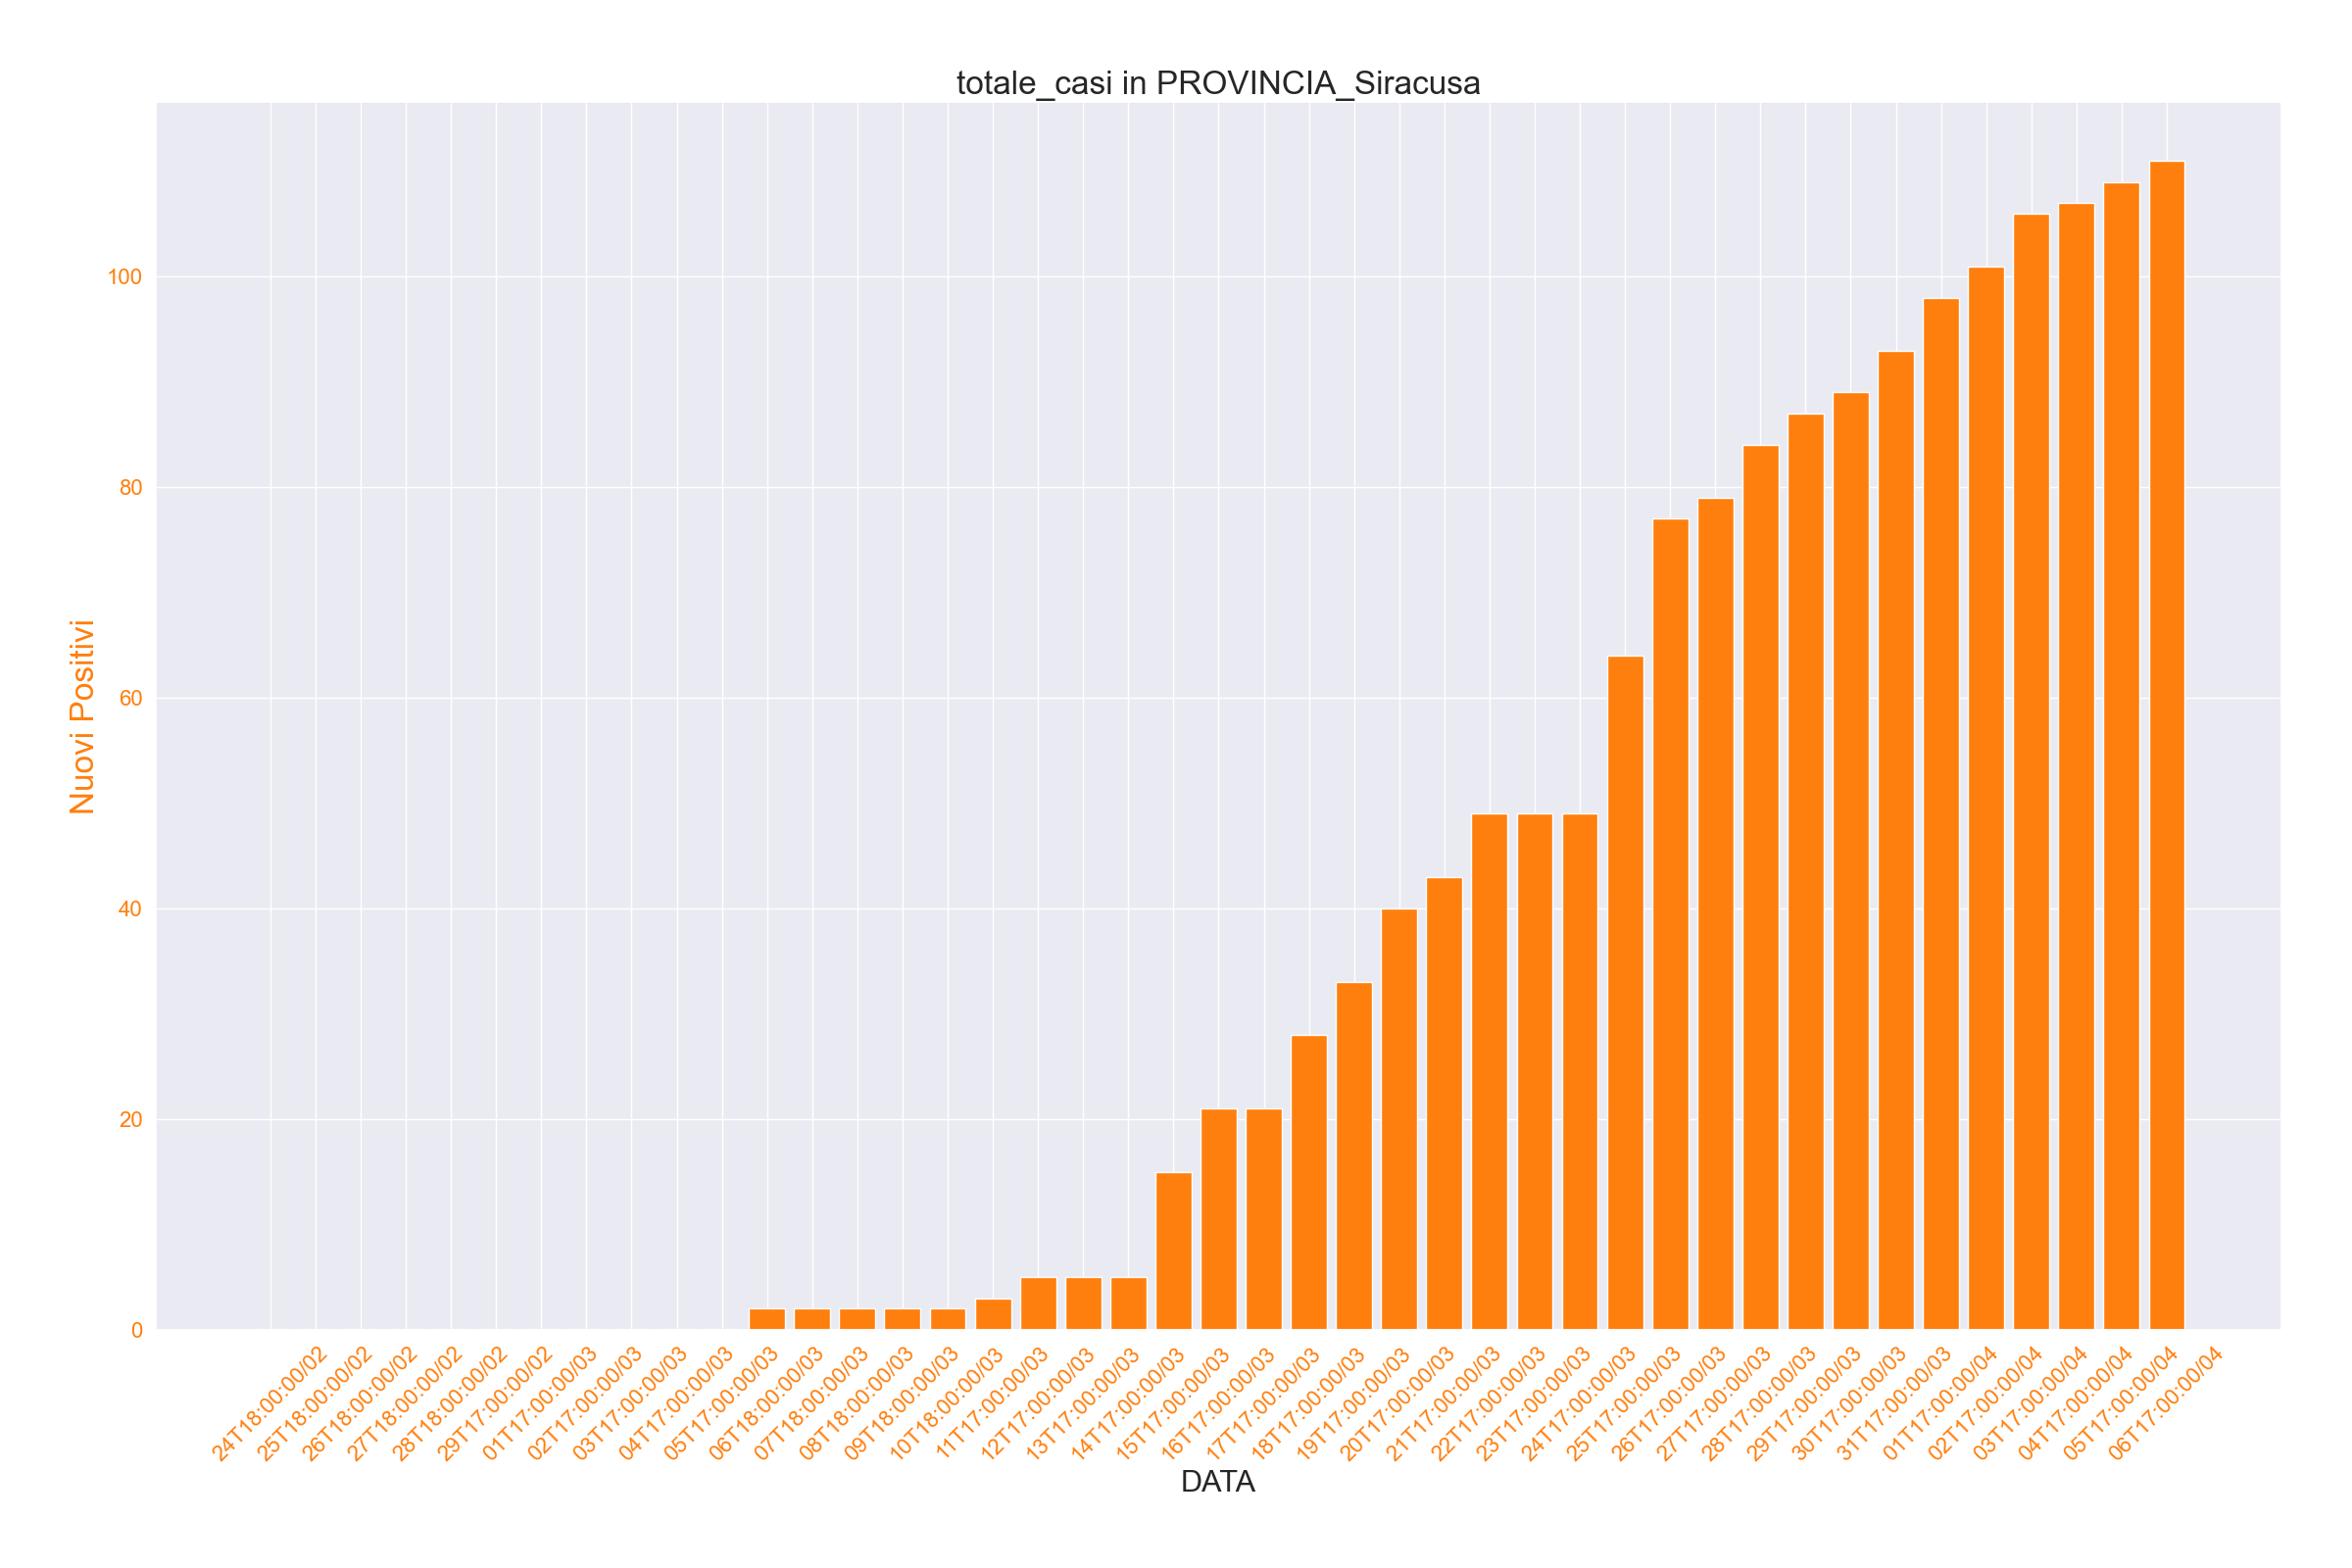 totale_casi in PROVINCIA_Siracusa
Nuovi Positivi
100
80
60
40
20
0
24T18:00:00/02
25T18:00:00/02
26T18:00:00/02
27T18:00:00/02
28T18:00:00/02
29T17:00:00/02
01T17:00:00/03
02T17:00:00/03
03T17:00:00/03
04T17:00:00/03
05T17:00:00/03
06T18:00:00/03
07T18:00:00/03
08T18:00:00/03
09T18:00:00/03
10T18:00:00/03
11T17:00:00/03
12T17:00:00/03
13T17:00:00/03
14T17:00:00/03
15T17:00:00/03
16T17:00:00/03
17T17:00:00/03
18T17:00:00/03
19T17:00:00/03
20T17:00:00/03
21T17:00:00/03
22T17:00:00/03
23T17:00:00/03
24T17:00:00/03
25T17:00:00/03
26T17:00:00/03
27T17:00:00/03
28T17:00:00/03
29T17:00:00/03
30T17:00:00/03
31T17:00:00/03
01T17:00:00/04
02T17:00:00/04
03T17:00:00/04
04T17:00:00/04
05T17:00:00/04
06T17:00:00/04
DATA